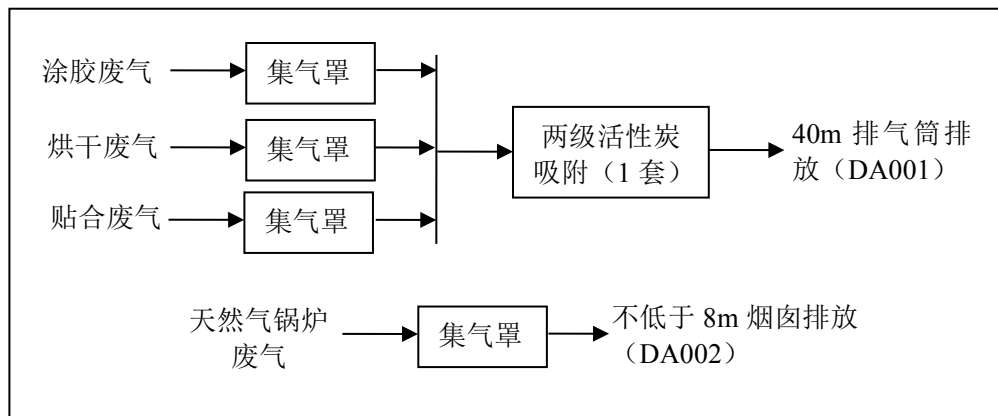 涂胶废气
集气罩
烘干废气
集气罩
贴合废气
集气罩
两级活性炭
吸附（1 套）
40m 排气筒排
放（DA001）
天然气锅炉
废气
集气罩
不低于 8m 烟囱排放
（DA002）